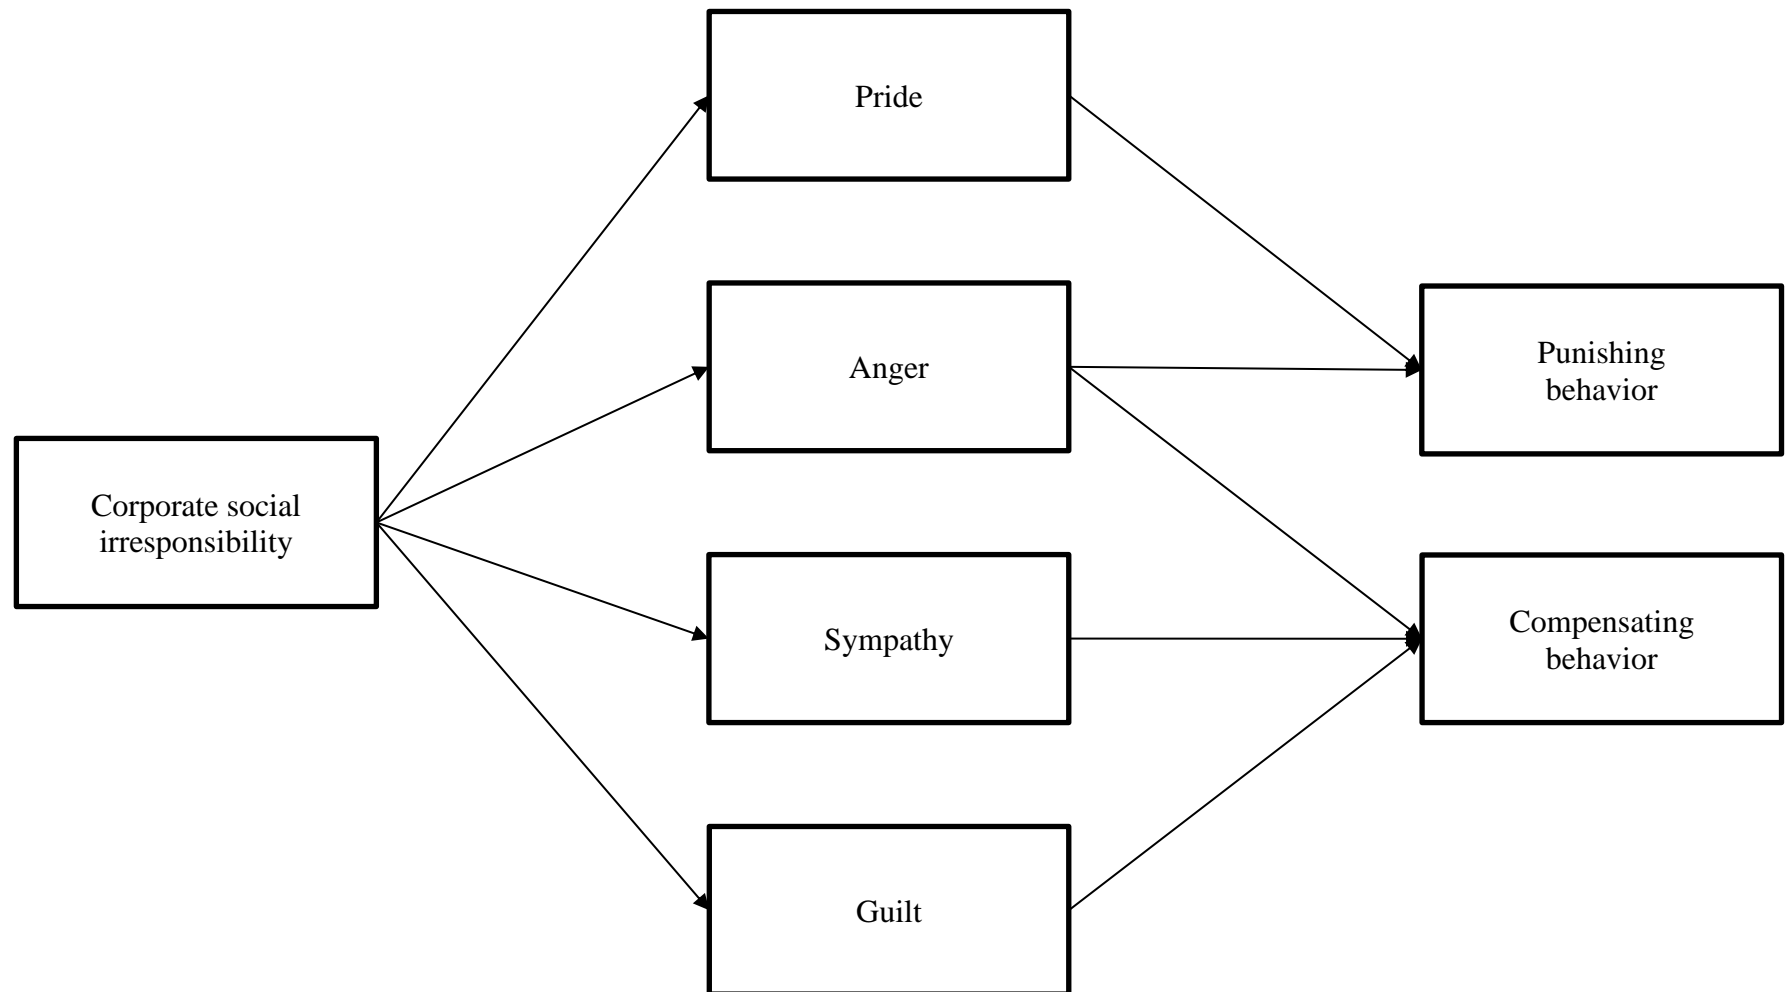 Pride
Anger
Punishing
behavior
Corporate social
irresponsibility
Sympathy
Compensating
behavior
Guilt